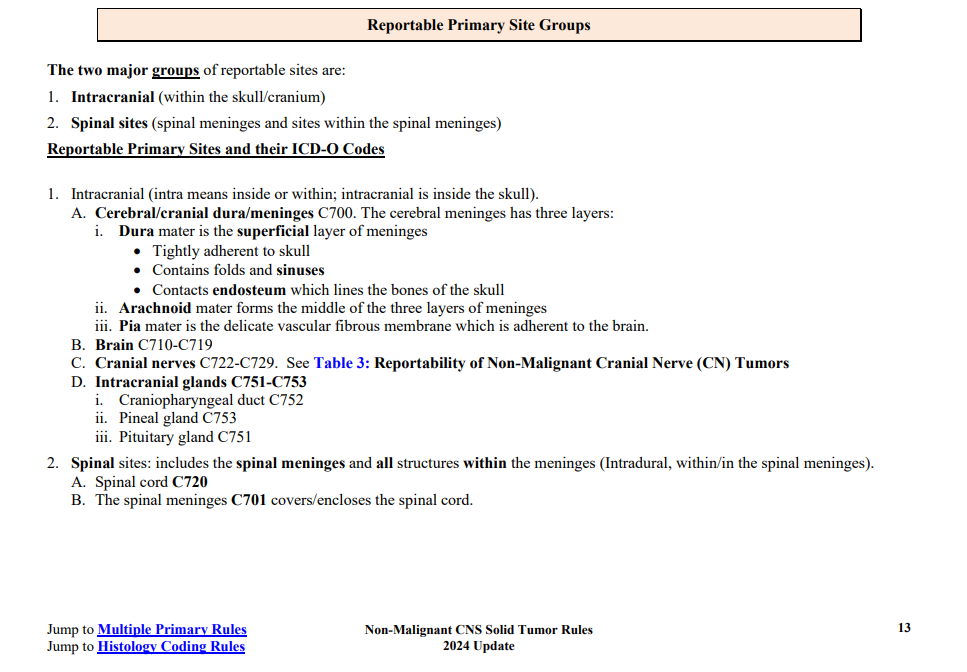 Reportable Primary Site Groups
The two major groups of reportable sites are:
1. Intracranial (within the skull/cranium)
2. Spinal sites (spinal meninges and sites within the spinal meninges)
Reportable Primary Sites and their ICD-O Codes
1. Intracranial (intra means inside or within; intracranial is inside the skull).
A. Cerebral/cranial dura/meninges C700. The cerebral meninges has three layers:
i. Dura mater is the superficial layer of meninges
• Tightly adherent to skull
• Contains folds and sinuses
• Contacts endosteum which lines the bones of the skull
ii. Arachnoid mater forms the middle of the three layers of meninges
iii. Pia mater is the delicate vascular fibrous membrane which is adherent to the brain.
B. Brain C710-C719
C. Cranial nerves C722-C729. See Table 3: Reportability of Non-Malignant Cranial Nerve (CN) Tumors
D. Intracranial glands C751-C753
i. Craniopharyngeal duct C752
ii. Pineal gland C753
iii. Pituitary gland C751
2. Spinal sites: includes the spinal meninges and all structures within the meninges (Intradural, within/in the spinal meninges).
A. Spinal cord C720
B. The spinal meninges C701 covers/encloses the spinal cord.
Jump to Multiple Primary Rules
Jump to Histology Coding Rules
Non-Malignant CNS Solid Tumor Rules
2024 Update
13